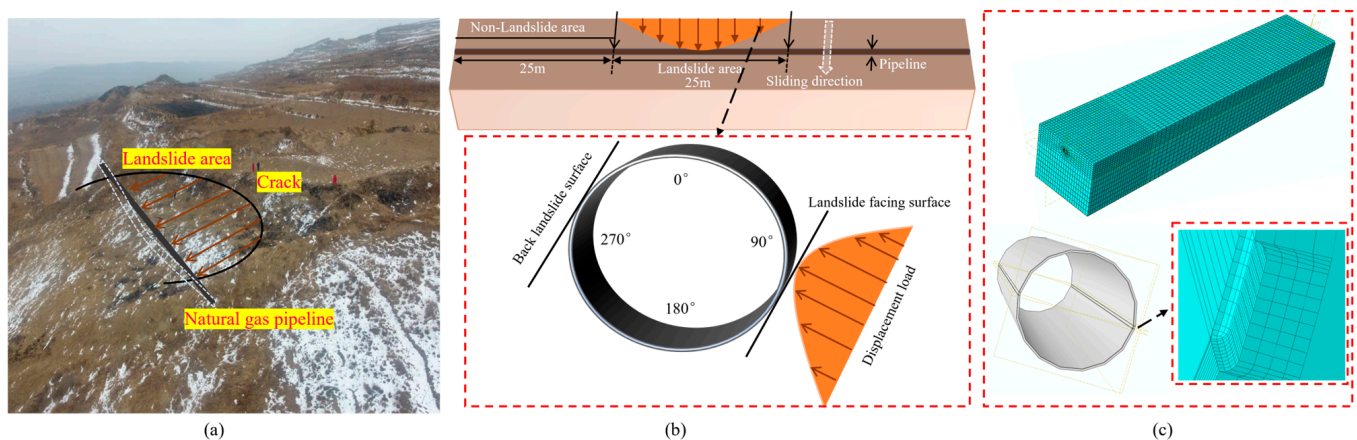 Landslide area
Crack
Natural gas pipeline
(a)
Non-Landslide area
25m
Landslide area
25m
Sliding direction
Pipeline
Back landslide surface
0°
270°
90°
180°
Landslide facing surface
Displacement load
(b)
(c)